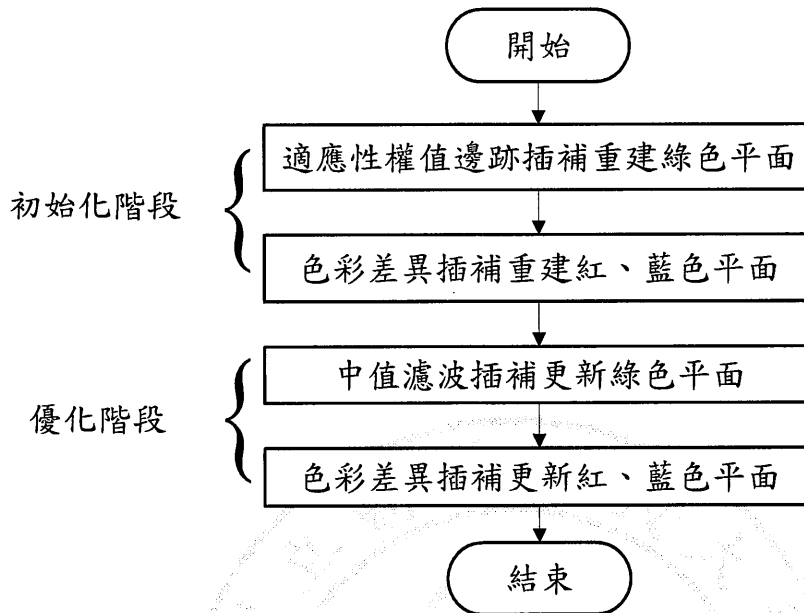 開始
適應性權值邊跡插補重建綠色平面
初始化階段
色彩差異插補重建紅、藍色平面
中值濾波插補更新綠色平面
優化階段
色彩差異插補更新紅、藍色平面
結束